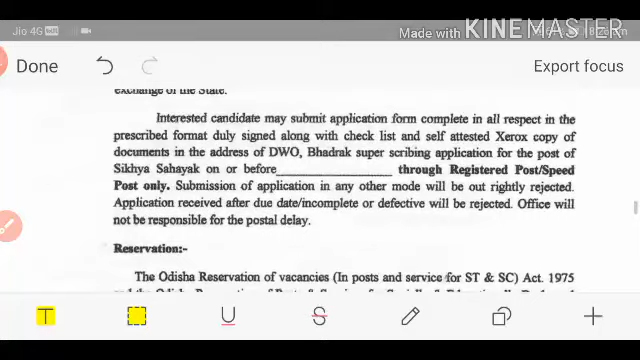 Jio 4G
Made with KINEMASTER
Done
Export focus
exchange of the State.
Interested candidate may submit application form complete in all respect in the
prescribed format duly signed along with check list and self attested Xerox copy of
documents in the address of DWO, Bhadrak super scribing application for the post of
Sikhya Sahayak on or before____________________ through Registered Post/Speed
Post only. Submission of application in any other mode will be out rightly rejected.
Application received after due date/incomplete or defective will be rejected. Office will
not be responsible for the postal delay.
Reservation:-
The Odisha Reservation of vacancies (In posts and service for ST & SC) Act. 1975
T U S